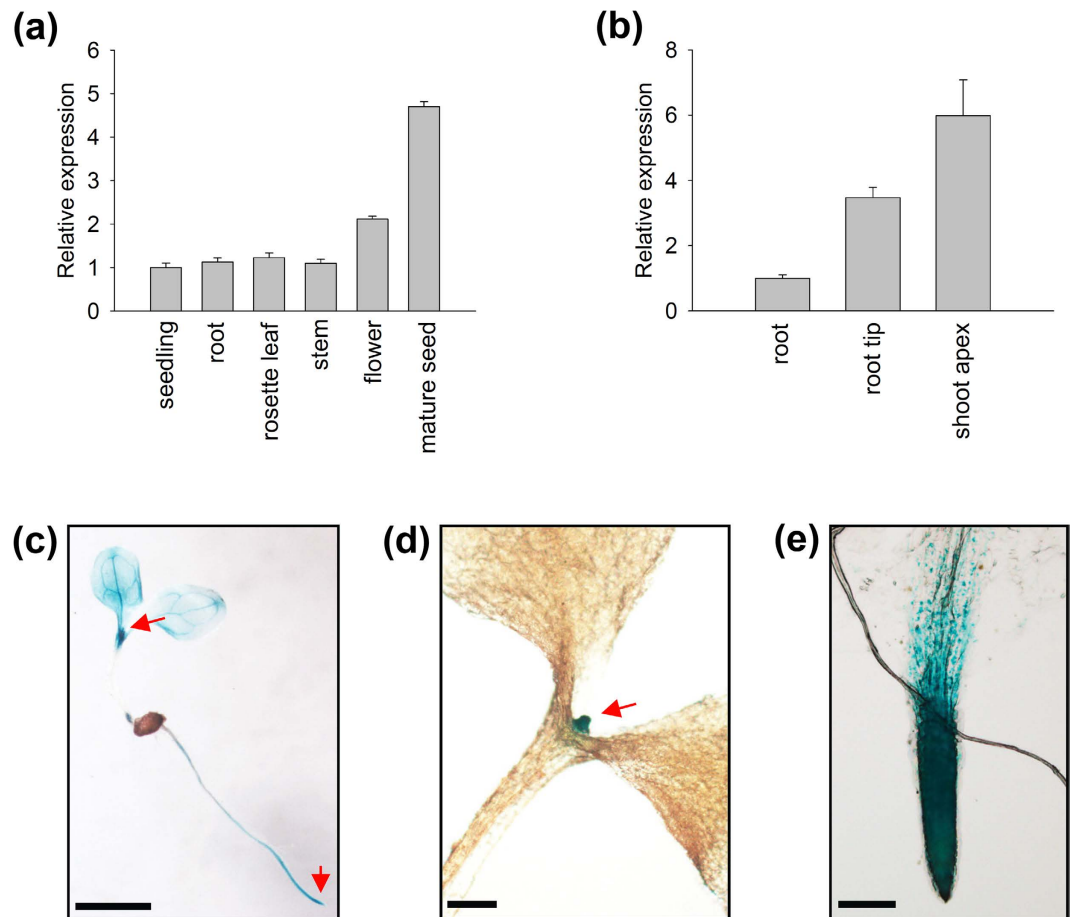 (a)
6
5
4
3
2
1
0
Relative expression
seedling
root
rosette leaf
stem
flower
mature seed
(b)
8
6
4
2
0
Relative expression
root
root tip
shoot apex
(c)
(d)
(e)